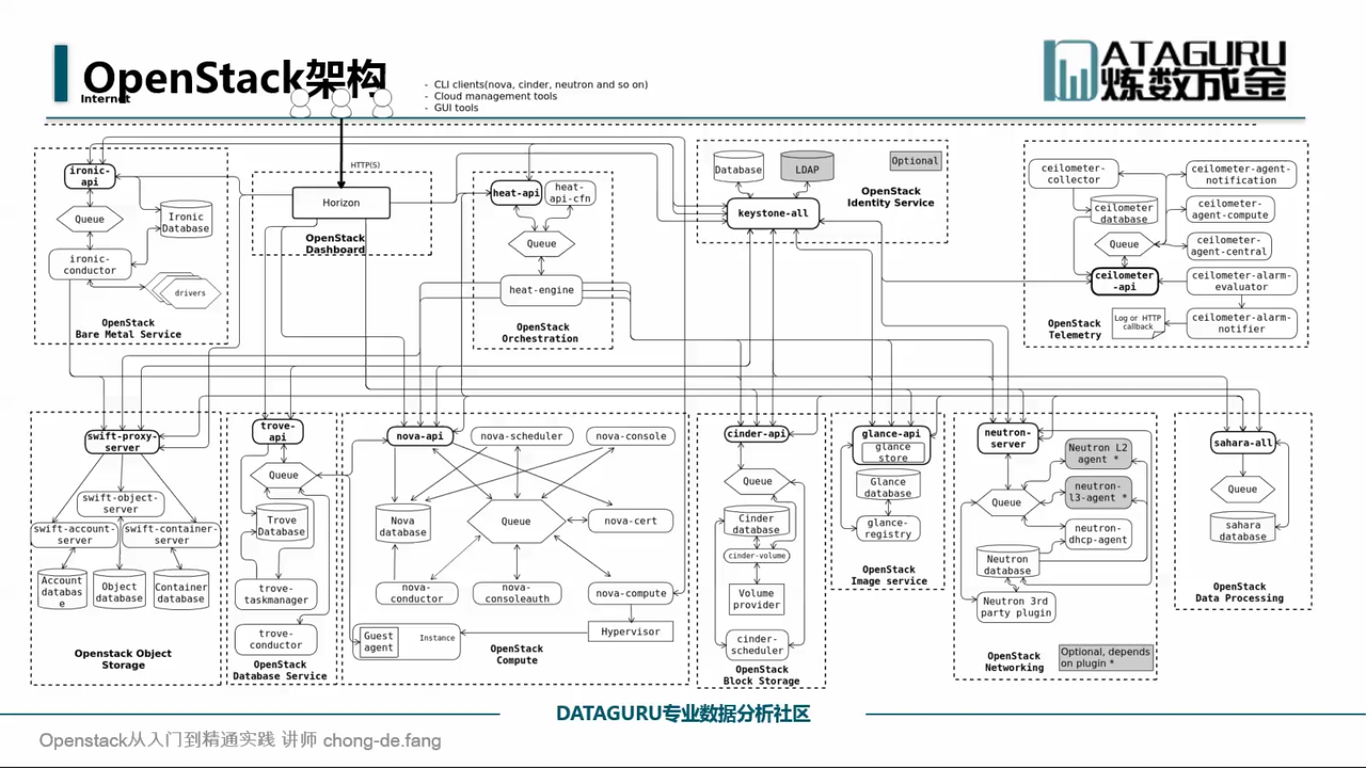 OpenStack架构
Internet
- CLI clients(nova, cinder, neutron and so on)
- Cloud management tools
- GUI tools
DATAGURU
炼数成金
HTTP(S)
ironic-
api
Queue
Ironic
Database
ironic-
conductor
drivers
OpenStack
Bare Metal Service
Horizon
OpenStack
Dashboard
heat-api
heat-
api-cfn
Queue
heat-engine
OpenStack
Orchestration
Database
LDAP
Optional
OpenStack
Identity Service
keystone-all
ceilometer-
collector
ceilometer-agent-
notification
ceilometer
database
ceilometer-
agent-compute
Queue
ceilometer-
agent-central
ceilometer
-api
ceilometer-alarm-
evaluator
Log or HTTP
callback
ceilometer-alarm-
notifier
OpenStack
Telemetry
swift-proxy-
server
swift-object-
server
swift-account-
server
swift-container-
server
Account
databas
e
Object
database
Container
database
Openstack Object
Storage
trove-
api
Queue
Trove
Database
trove-
taskmanager
trove-
conductor
OpenStack
Database Service
nova-api
nova-scheduler
nova-console
Nova
database
Queue
nova-cert
nova-
conductor
nova-
consoleauth
nova-compute
Guest
agent
Instance
Hypervisor
OpenStack
Compute
cinder-api
Queue
Cinder
database
cinder-volume
Volume
provider
cinder-
scheduler
OpenStack
Block Storage
glance-api
glance
store
Glance
database
glance-
registry
OpenStack
Image service
neutron-
server
Neutron L2
agent *
neutron-
l3-agent *
Queue
neutron-
dhcp-agent
Neutron
database
Neutron 3rd
party plugin
OpenStack
Networking
Optional, depends
on plugin *
sahara-all
Queue
sahara
database
OpenStack
Data Processing
DATAGURU专业数据分析社区
Openstack从入门到精通实践 讲师 chong-de.fang